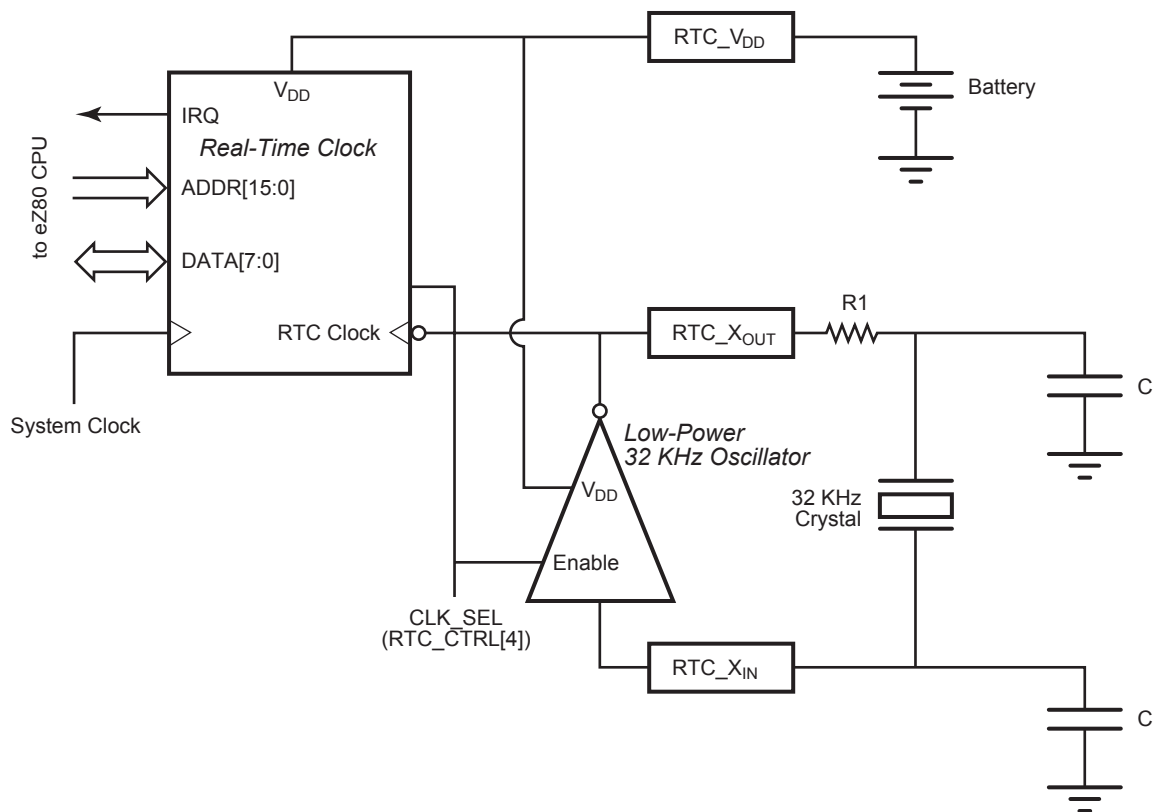 RTC_VDD
VDD
Battery
IRQ
Real-Time Clock
to eZ80 CPU
ADDR[15:0]
DATA[7:0]
R1
RTC Clock
RTC_XOUT
C
System Clock
Low-Power
32 KHz Oscillator
VDD
32 KHz
Crystal
Enable
CLK_SEL
(RTC_CTRL[4])
RTC_XIN
C